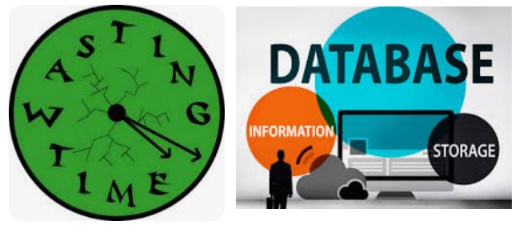 WASTING
TIME
DATABASE
INFORMATION
STORAGE